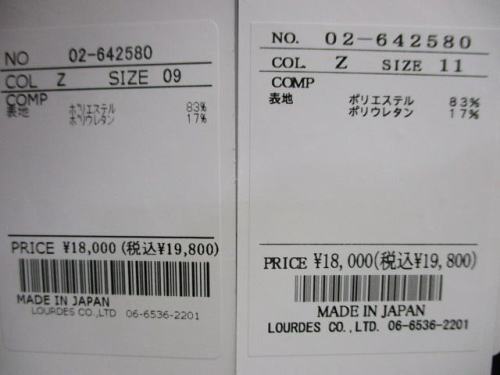 NO 02-642580
COL Z SIZE 09
COMP
表地 ポリエステル 83%
ポリウレタン 17%
PRICE ¥18,000 (税込¥19,800)
MADE IN JAPAN
LOURDES CO.,LTD 06-6536-2201
NO. 02-642580
COL. Z SIZE 11
COMP
表地 ポリエステル 83%
ポリウレタン 17%
PRICE ¥18,000(税込¥19,800)
MADE IN JAPAN
LOURDES CO.,LTD. 06-6536-2201